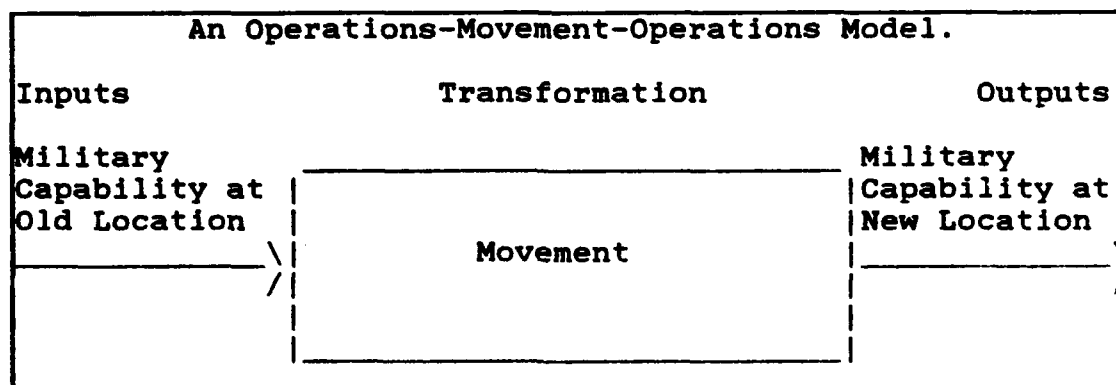 An Operations-Movement-Operations Model.
Inputs Transformation Outputs
Military Military
Capability at Capability at
Old Location New Location
Movement